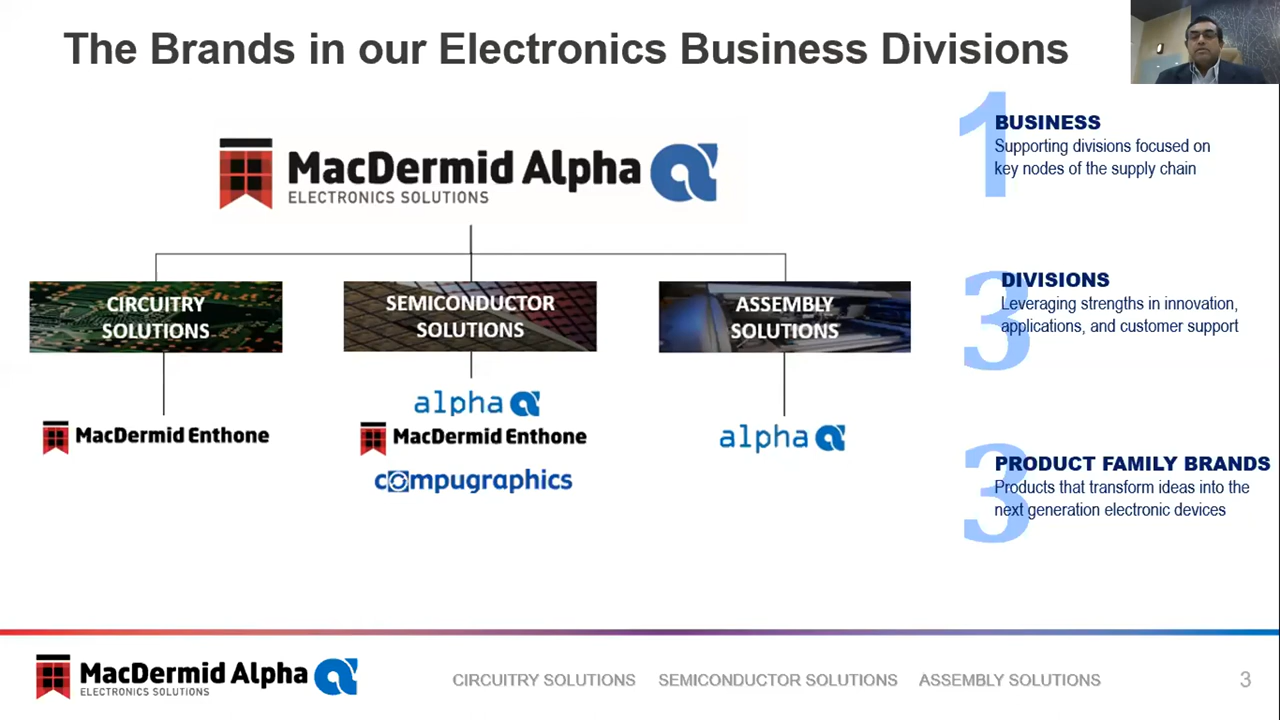 The Brands in our Electronics Business Divisions
MacDermid Alpha
ELECTRONICS SOLUTIONS
CIRCUITRY
SOLUTIONS
SEMICONDUCTOR
SOLUTIONS
ASSEMBLY
SOLUTIONS
MacDermid Enthone
alpha
MacDermid Enthone
compugraphics
alpha
1
BUSINESS
Supporting divisions focused on
key nodes of the supply chain
3
DIVISIONS
Leveraging strengths in innovation,
applications, and customer support
3
PRODUCT FAMILY BRANDS
Products that transform ideas into the
next generation electronic devices
MacDermid Alpha
ELECTRONICS SOLUTIONS
CIRCUITRY SOLUTIONS SEMICONDUCTOR SOLUTIONS ASSEMBLY SOLUTIONS
3